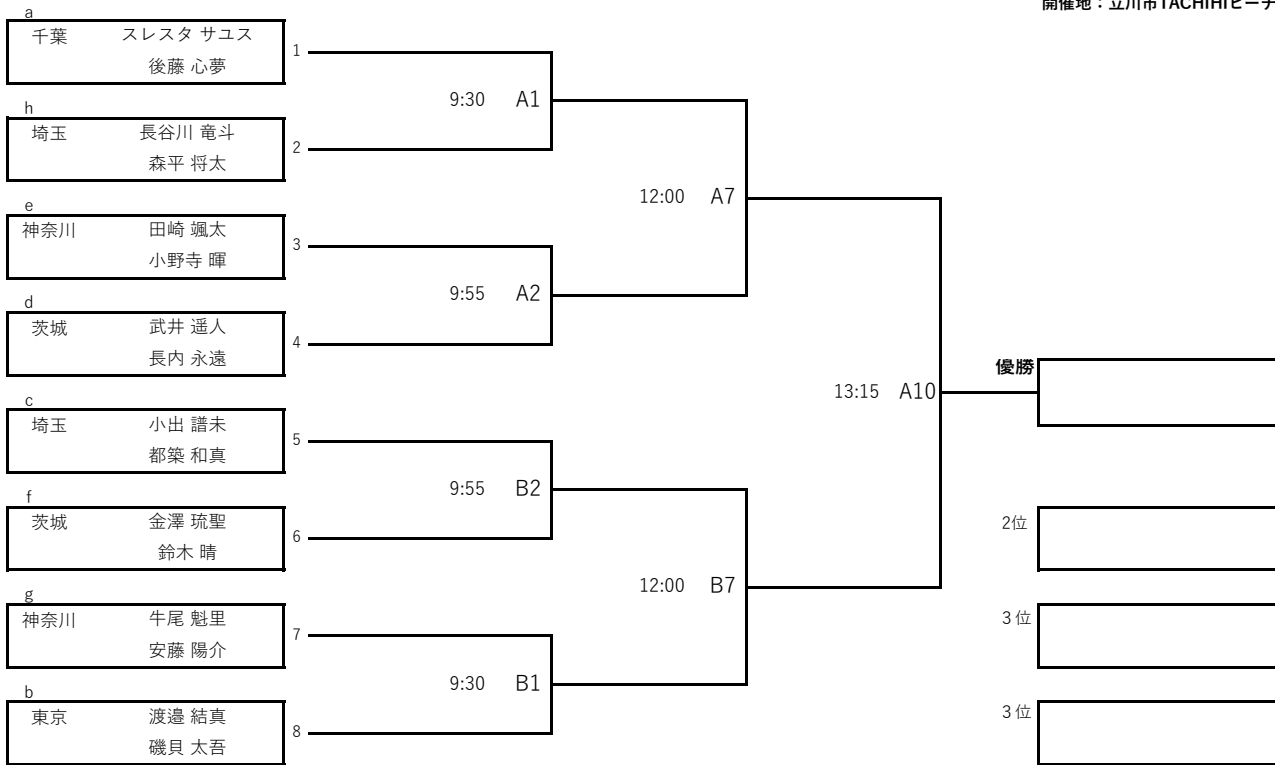 開催地：立川市TACHIHIビーチ
a
千葉 スレスタ サユス
後藤 心夢
1
9:30 A1
h
埼玉 長谷川 竜斗
森平 将太
2
12:00 A7
e
神奈川 田崎 颯太
小野寺 暉
3
9:55 A2
d
茨城 武井 遥人
長内 永遠
4
優勝
13:15 A10
c
埼玉 小出 譜未
都築 和真
5
9:55 B2
f
茨城 金澤 琉聖
鈴木 晴
6
2位
12:00 B7
g
神奈川 牛尾 魁里
安藤 陽介
7
3位
9:30 B1
b
東京 渡邉 結真
磯貝 太吾
8
3位